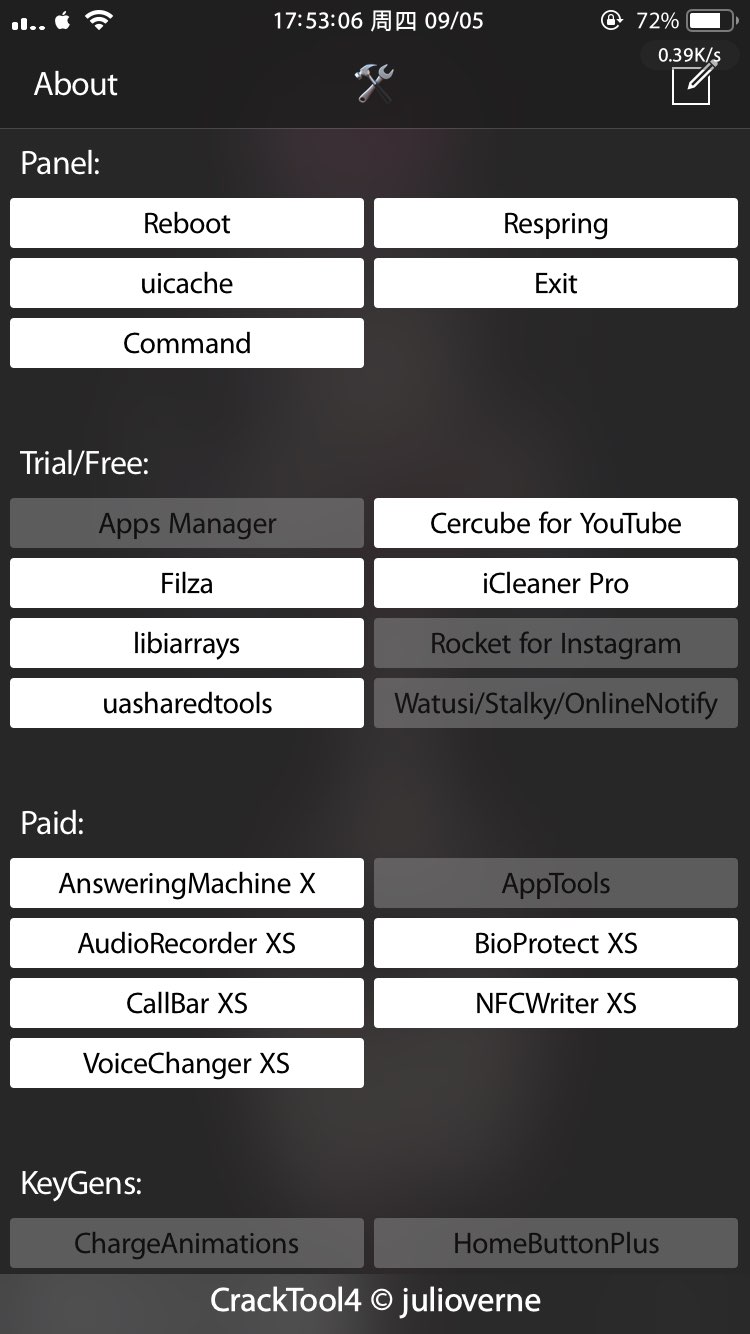 17:53:06 周四 09/05
72%
0.39K/s
About
Panel:
Reboot
Respring
uicache
Exit
Command
Trial/Free:
Apps Manager
Cercube for YouTube
Filza
iCleaner Pro
libiarrays
Rocket for Instagram
uasharedtools
Watusi/Stalky/OnlineNotify
Paid:
AnsweringMachine X
AppTools
AudioRecorder XS
BioProtect XS
CallBar XS
NFCWriter XS
VoiceChanger XS
KeyGens:
ChargeAnimations
HomeButtonPlus
CrackTool4 © julioverne